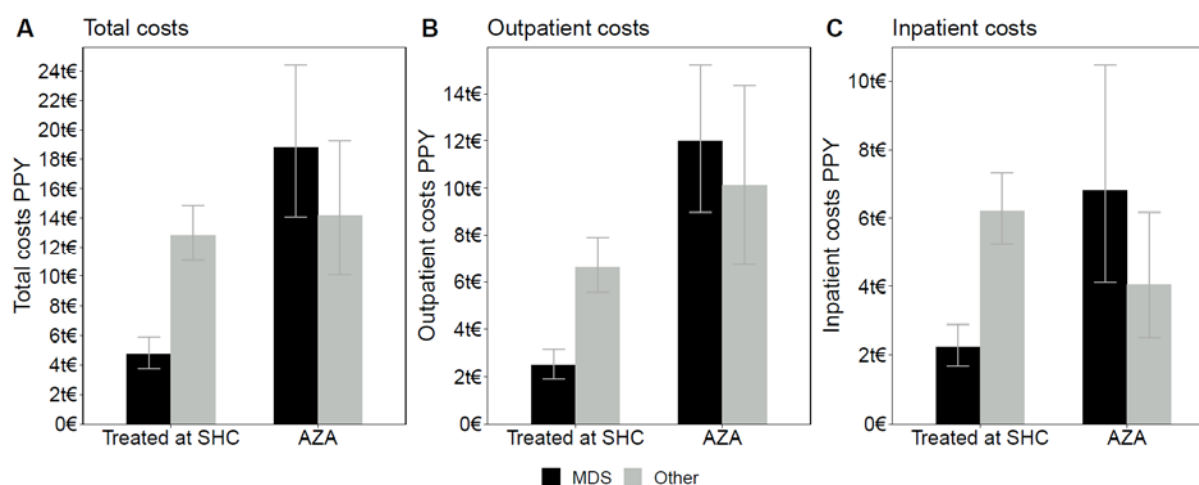 A Total costs
Total costs PPY
24t€
22t€
20t€
18t€
16t€
14t€
12t€
10t€
8t€
6t€
4t€
2t€
0€
Treated at SHC AZA
B Outpatient costs
Outpatient costs PPY
14t€
12t€
10t€
8t€
6t€
4t€
2t€
0€
Treated at SHC AZA
C Inpatient costs
Inpatient costs PPY
10t€
8t€
6t€
4t€
2t€
0€
Treated at SHC AZA
MDS Other